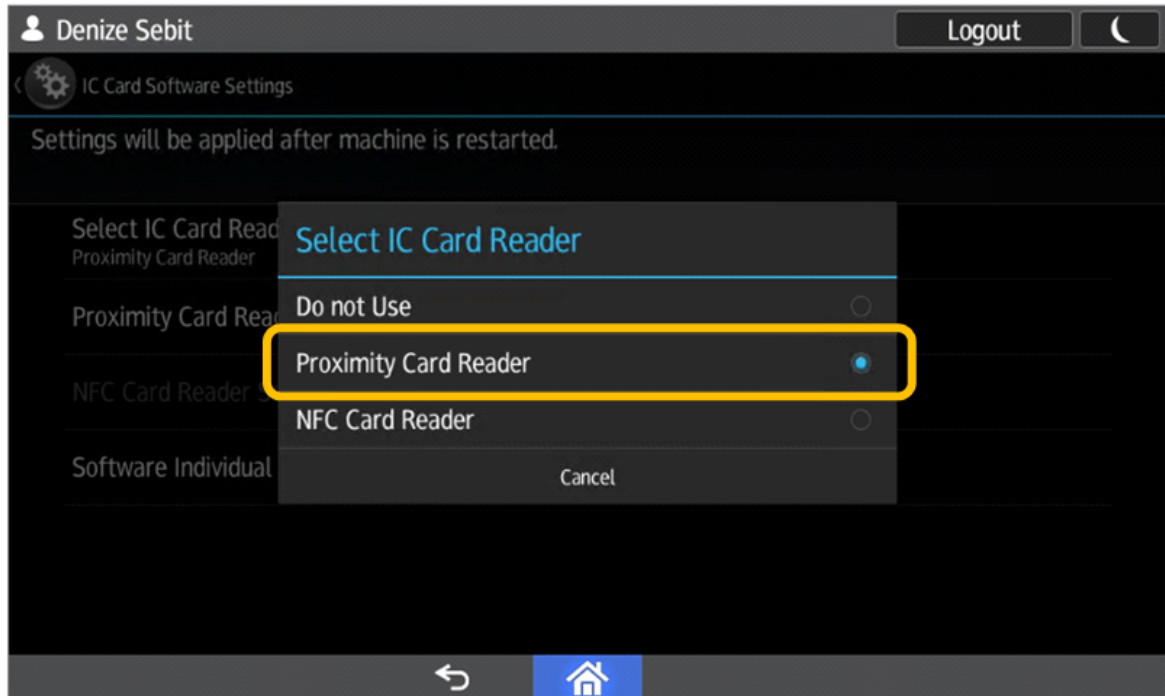 Denize Sebit
Logout
IC Card Software Settings
Settings will be applied after machine is restarted.
Select IC Card Read
Proximity Card Reader
Proximity Card Read
NFC Card Reader S
Software Individual
Select IC Card Reader
Do not Use
Proximity Card Reader
NFC Card Reader
Cancel